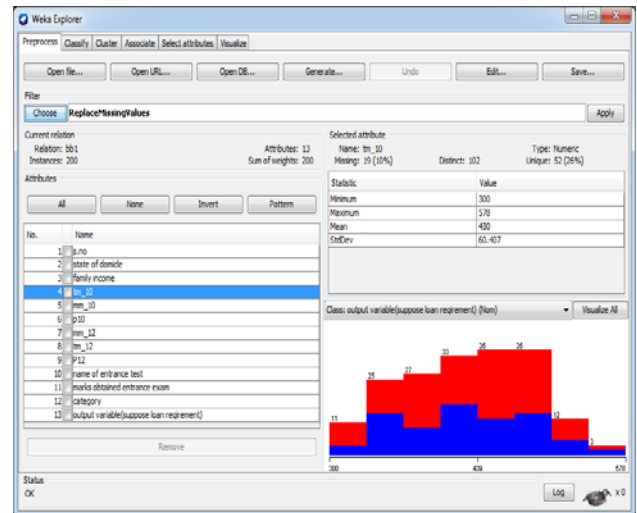 Weka Explorer
Preprocess Classify Cluster Associate Select attributes Visualize
Open file... Open URL... Open DB... Generate... Undo Edit... Save...
Filter
Choose ReplaceMissingValues Apply
Current relation
Relation: bb1 Attributes: 13
Instances: 200 Sum of weights: 200
Selected attribute
Name: tm_10 Type: Numeric
Missing: 19 (10%) Distinct: 102 Unique: 52 (26%)
Attributes
All None Invert Pattern
No. Name
1 s.no
2 state of domicle
3 family income
4 tm_10
5 mm_10
6 p10
7 mm_12
8 tm_12
9 P12
10 name of entrance test
11 marks obtained entrance exam
12 category
13 output variable(suppose loan reqirement)
Remove
Statistic Value
Minimum 300
Maximum 578
Mean 430
StdDev 60.407
Class: output variable(suppose loan reqirement) (Nom) Visualize All
11 25 27 33 36 36 12 3
300 439 578
Status
OK
Log x 0